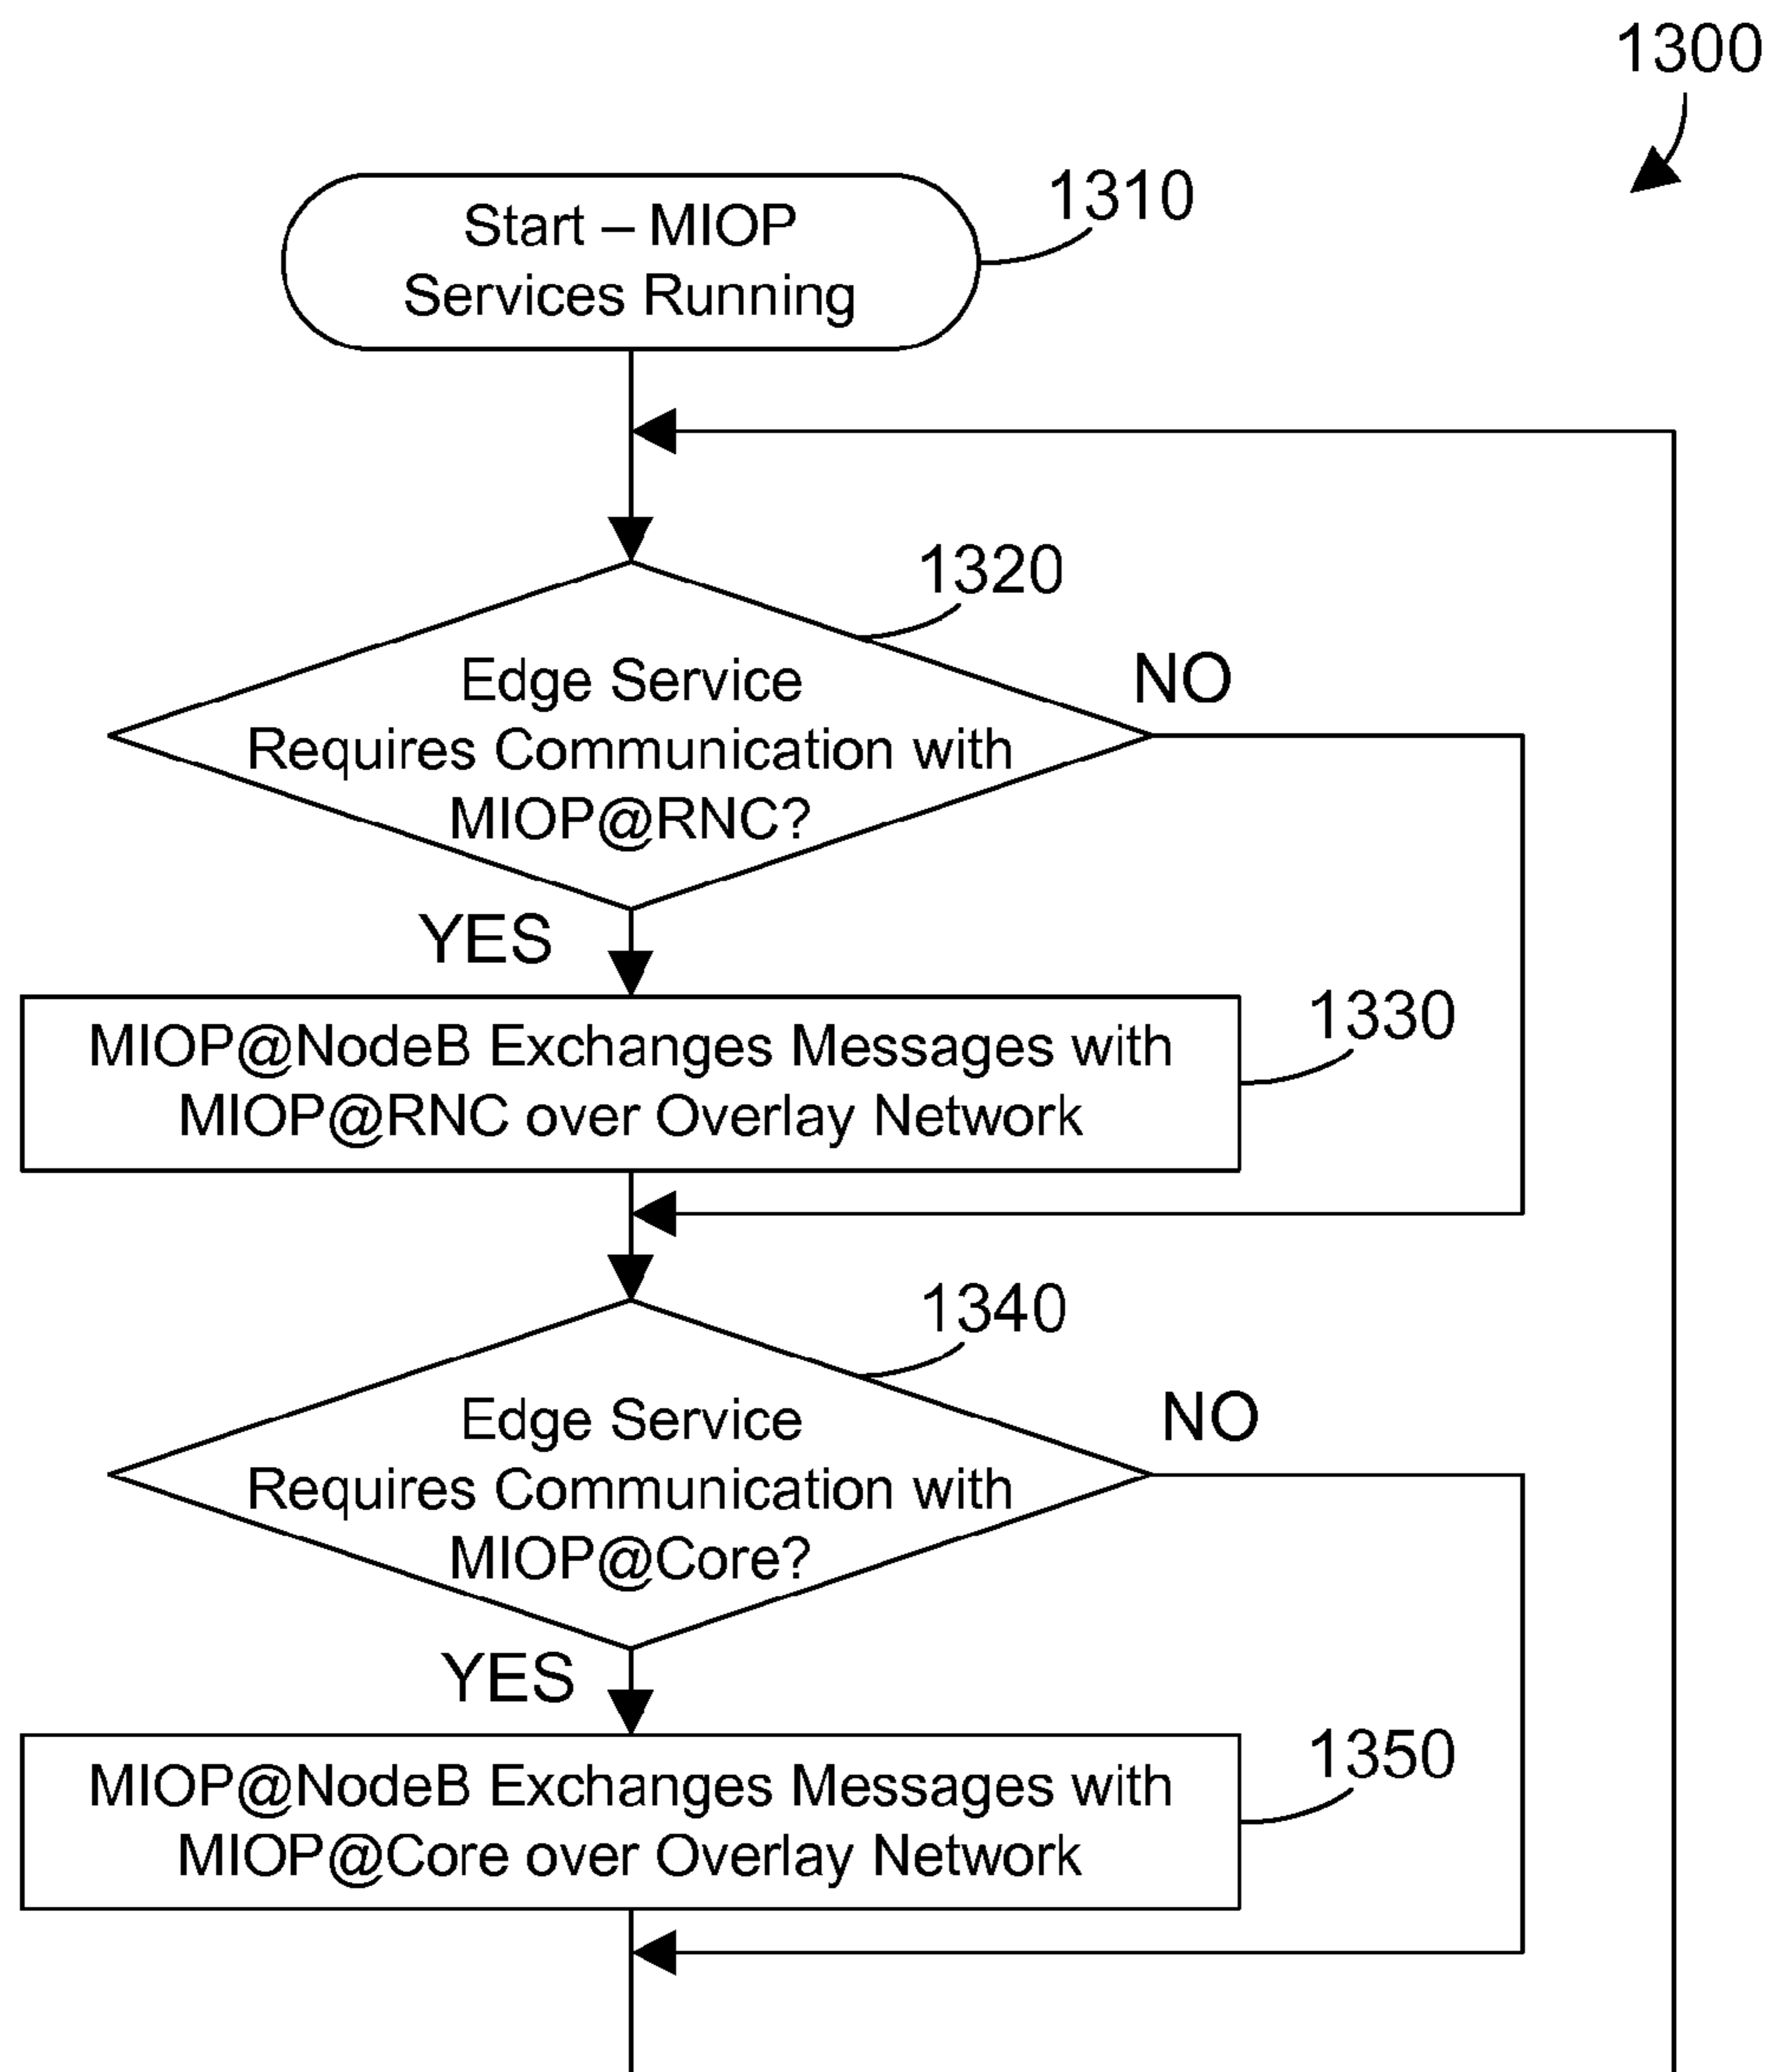 1300
Start – MIOP
Services Running
1310
1320
Edge Service
Requires Communication with
MIOP@RNC?
NO
YES
MIOP@NodeB Exchanges Messages with
MIOP@RNC over Overlay Network
1330
1340
Edge Service
Requires Communication with
MIOP@Core?
NO
YES
MIOP@NodeB Exchanges Messages with
MIOP@Core over Overlay Network
1350